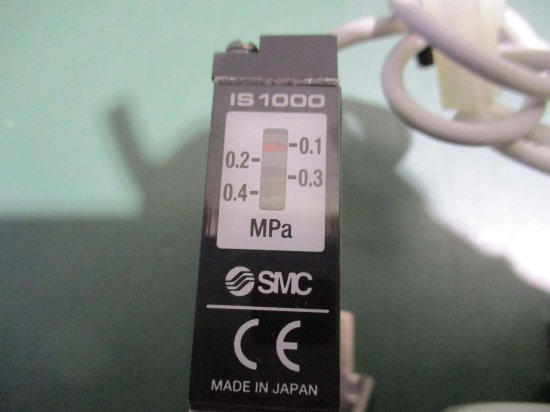 IS1000
0.1
0.2
0.3
0.4
MPa
SMC
CE
MADE IN JAPAN